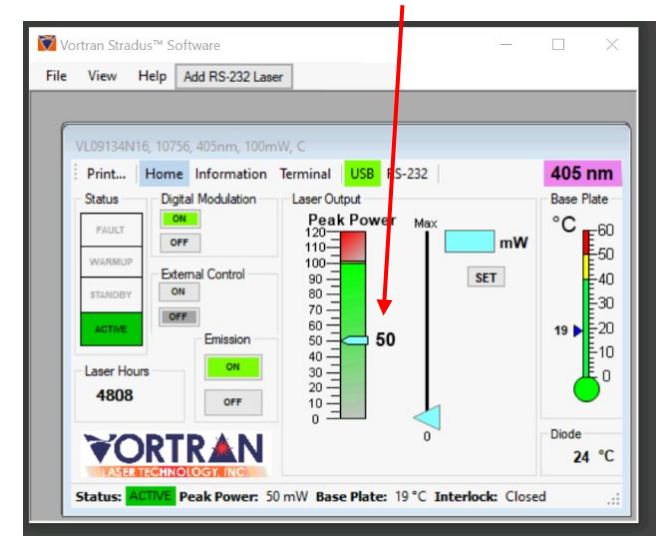 Vortran Stradus™ Software
File View Help Add RS-232 Laser
VL09134N16, 10756, 405nm, 100mW, C
Print... Home Information Terminal USB RS-232 405 nm
Status
FAULT
WARMUP
STANDBY
ACTIVE
Digital Modulation
ON
OFF
External Control
ON
OFF
Emission
ON
OFF
Laser Hours
4808
Laser Output
Peak Power
120
110
100
90
80
70
60
50
40
30
20
10
0
50
Max
0
mW
SET
Base Plate
°C
60
50
40
30
20
10
0
19
Diode
24 °C
VORTRAN
LASER TECHNOLOGY, INC.
Status: ACTIVE Peak Power: 50 mW Base Plate: 19 °C Interlock: Closed